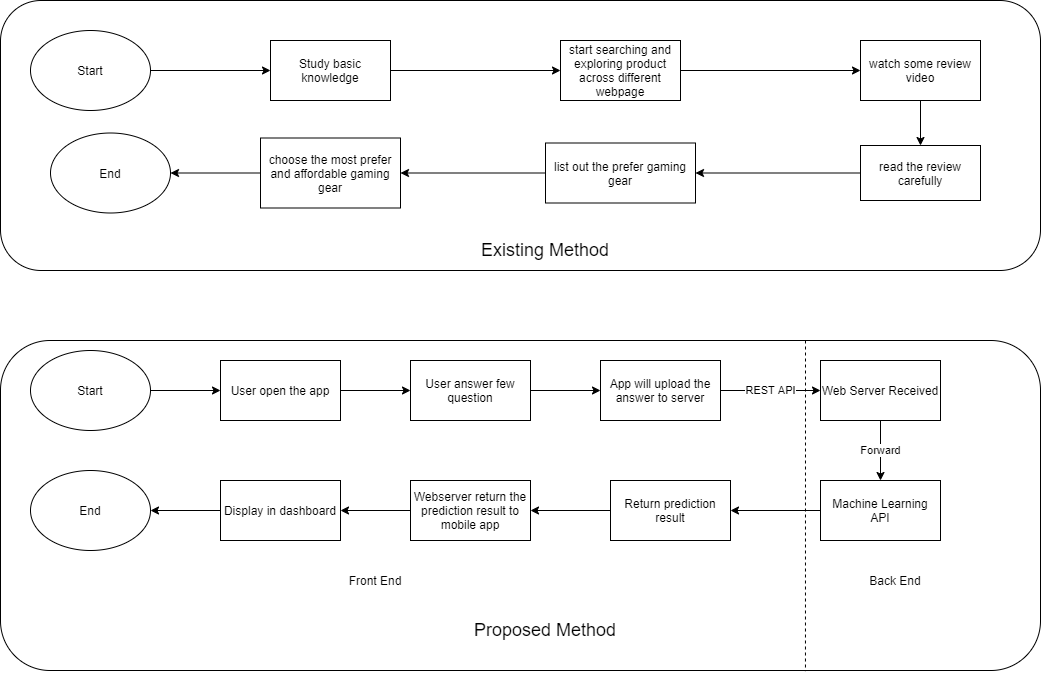 Start
Study basic
knowledge
start searching and
exploring product
across different
webpage
watch some review
video
End
choose the most prefer
and affordable gaming
gear
list out the prefer gaming
gear
read the review
carefully
Existing Method
Start
User open the app
User answer few
question
App will upload the
answer to server
REST API
Web Server Received
Forward
End
Display in dashboard
Webserver return the
prediction result to
mobile app
Return prediction
result
Machine Learning
API
Front End
Back End
Proposed Method